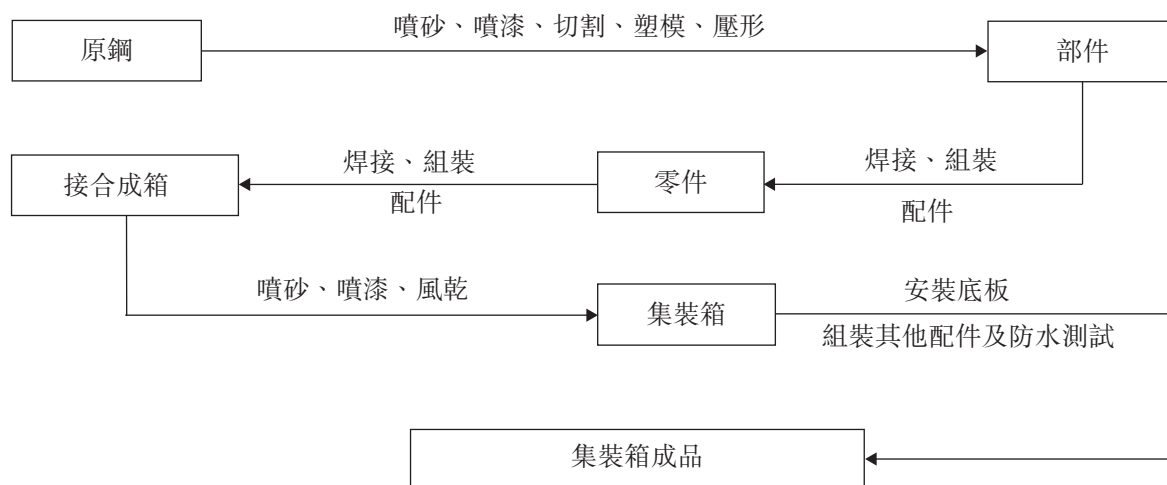 原鋼
噴砂、噴漆、切割、塑模、壓形
部件
接合成箱
焊接、組裝
配件
零件
焊接、組裝
配件
噴砂、噴漆、風乾
集裝箱
安裝底板
組裝其他配件及防水測試
集裝箱成品